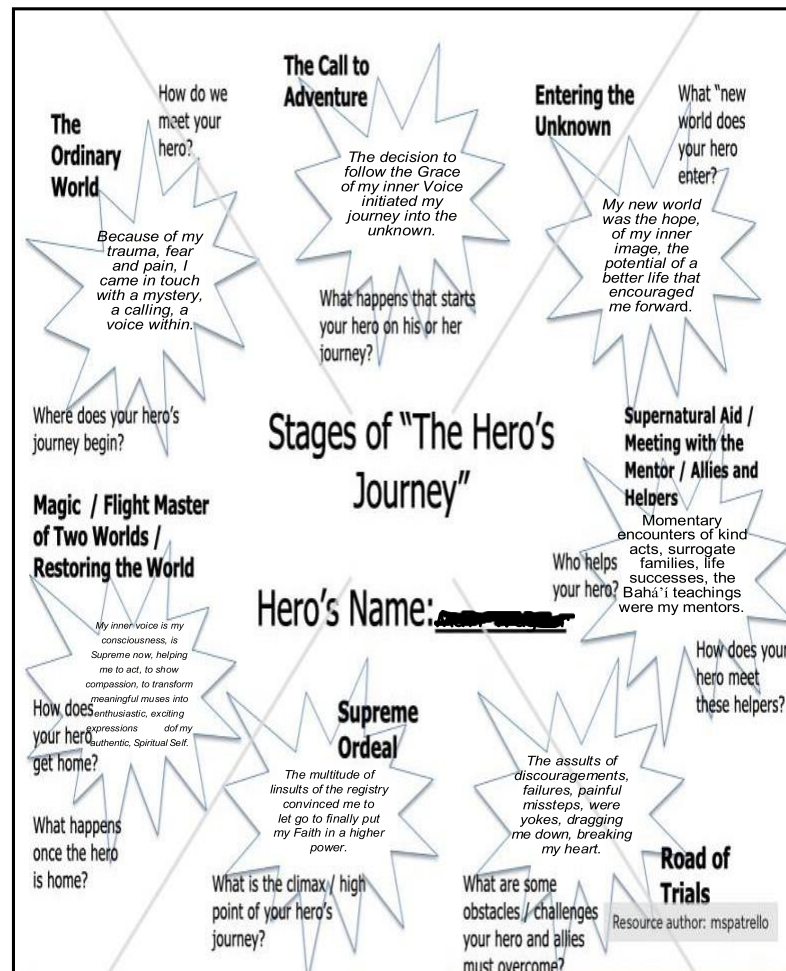 The Call to
Adventure
The decision to
follow the Grace
of my inner Voice
initiated my
journey into the
unknown.
What happens that starts
your hero on his or her
journey?
The
Ordinary
World
How do we
meet your
hero?
Because of my
trauma, fear
and pain, I
came in touch
with a mystery,
a calling, a
voice within.
Where does your hero's
journey begin?
Entering the
Unknown
What "new
world does
your hero
enter?
My new world
was the hope,
of my inner
image, the
potential of a
better life that
encouraged
me forward.
Stages of "The Hero's
Journey"
Hero's Name:
Supernatural Aid /
Meeting with the
Mentor / Allies and
Helpers
Momentary
encounters of kind
acts, surrogate
families, life
successes, the
Bahá'í teachings
were my mentors.
Who helps
your hero?
How does your
hero meet
these helpers?
Magic / Flight Master
of Two Worlds /
Restoring the World
My inner voice is my
consciousness, is
Supreme now, helping
me to act, to show
compassion, to transform
meaningful muses into
enthusiastic, exciting
expressions dof my
authentic, Spiritual Self.
How does
your hero
get home?
What happens
once the hero
is home?
Supreme
Ordeal
The multitude of
linsults of the registry
convinced me to
let go to finally put
my Faith in a higher
power.
What is the climax / high
point of your hero's
journey?
The assults of
discouragements,
failures, painful
missteps, were
yokes, dragging
me down, breaking
my heart.
Road of
Trials
What are some
obstacles / challenges
your hero and allies
must overcome?
Resource author: mspatrello